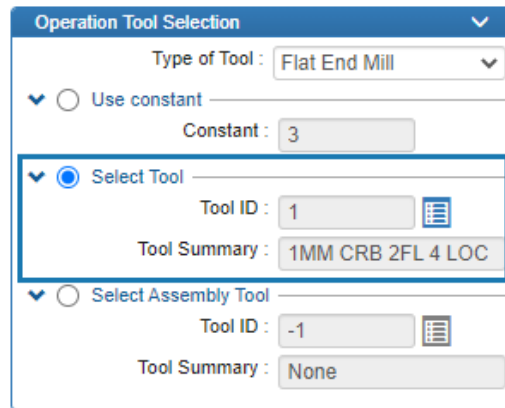 Operation Tool Selection
Type of Tool : Flat End Mill
Use constant
Constant : 3
Select Tool
Tool ID : 1
Tool Summary : 1MM CRB 2FL 4 LOC
Select Assembly Tool
Tool ID : -1
Tool Summary : None